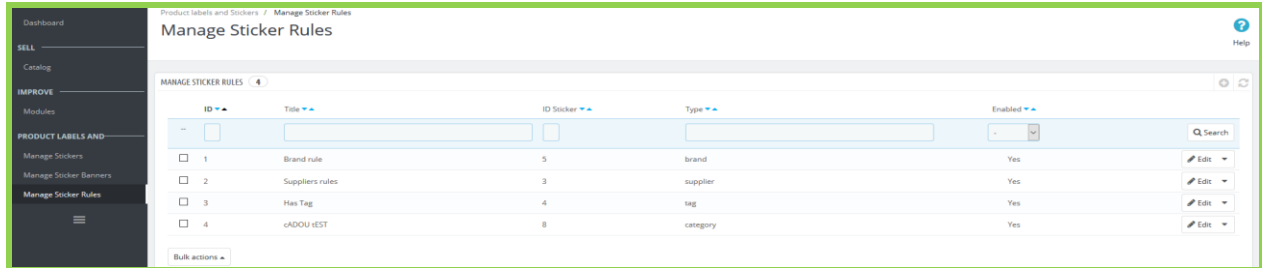 Dashboard
SELL
Catalog
IMPROVE
Modules
PRODUCT LABELS AND
Manage Stickers
Manage Sticker Banners
Manage Sticker Rules
Product labels and Stickers / Manage Sticker Rules
Manage Sticker Rules
Help
MANAGE STICKER RULES 4
ID Title ID Sticker Type Enabled
-- - Search
1 Brand rule 5 brand Yes Edit
2 Suppliers rules 3 supplier Yes Edit
3 Has Tag 4 tag Yes Edit
4 cADOU tEST 8 category Yes Edit
Bulk actions